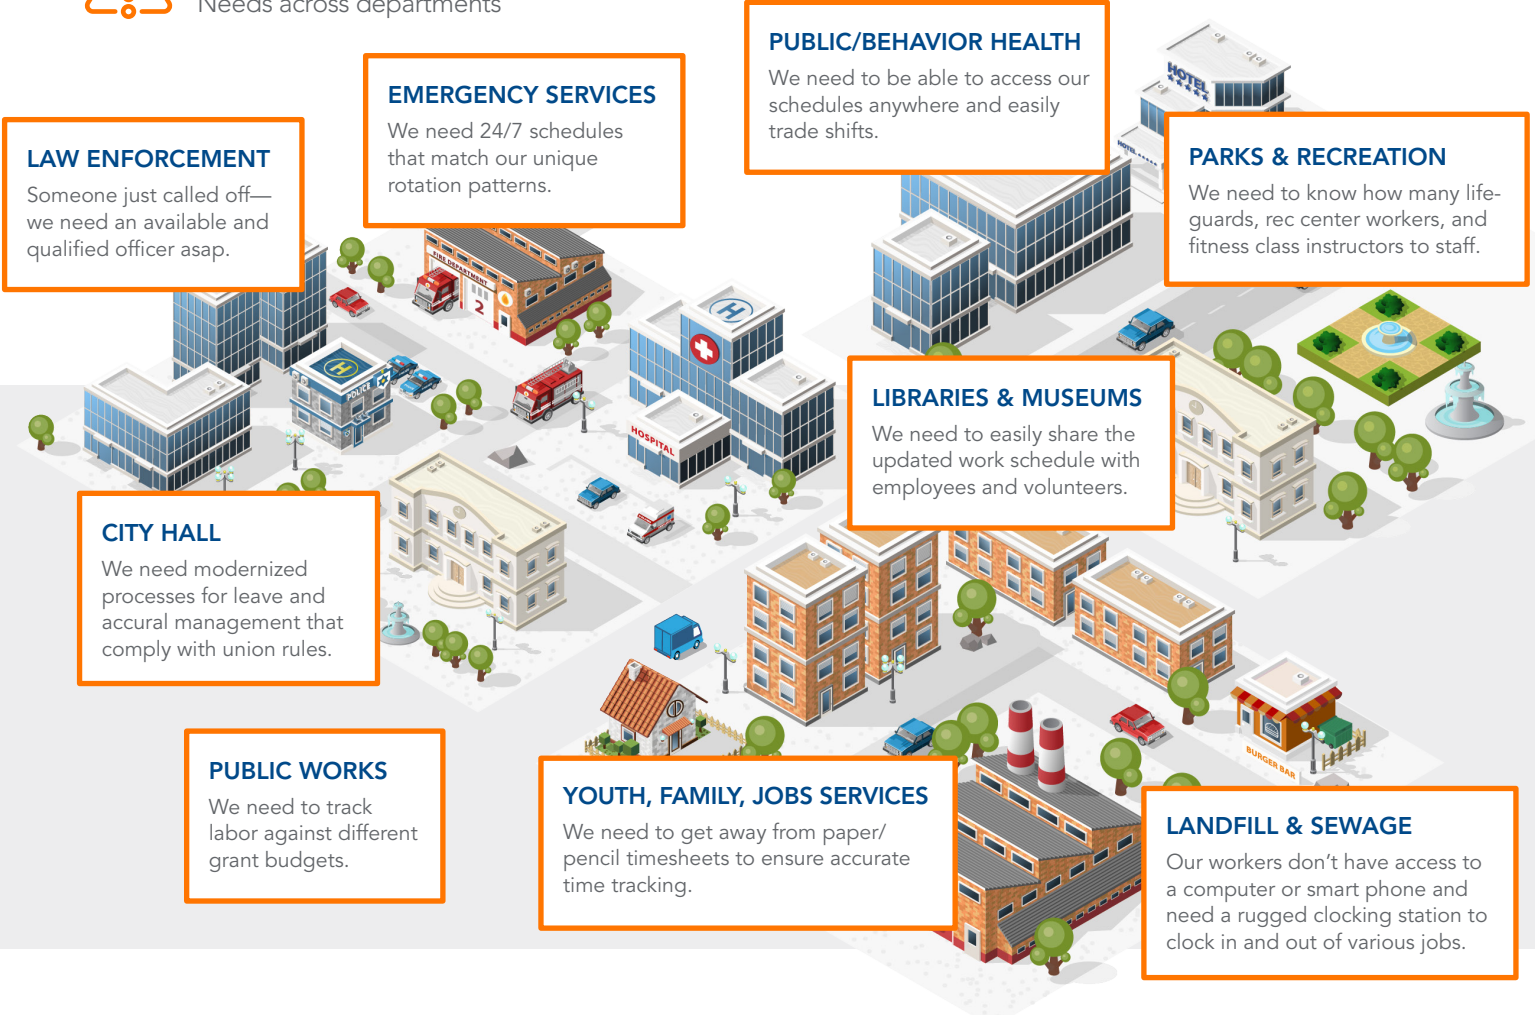 Needs across departments
PUBLIC/BEHAVIOR HEALTH
We need to be able to access our
schedules anywhere and easily
trade shifts.
EMERGENCY SERVICES
We need 24/7 schedules
that match our unique
rotation patterns.
LAW ENFORCEMENT
Someone just called off—
we need an available and
qualified officer asap.
PARKS & RECREATION
We need to know how many life-
guards, rec center workers, and
fitness class instructors to staff.
HOTEL
HOTEL
FIRE DEPARTMENT
2
H
H
POLICE
HOSPITAL
LIBRARIES & MUSEUMS
We need to easily share the
updated work schedule with
employees and volunteers.
CITY HALL
We need modernized
processes for leave and
accural management that
comply with union rules.
PUBLIC WORKS
We need to track
labor against different
grant budgets.
YOUTH, FAMILY, JOBS SERVICES
We need to get away from paper/
pencil timesheets to ensure accurate
time tracking.
BURGER BAR
LANDFILL & SEWAGE
Our workers don’t have access to
a computer or smart phone and
need a rugged clocking station to
clock in and out of various jobs.